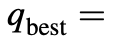 q_best =